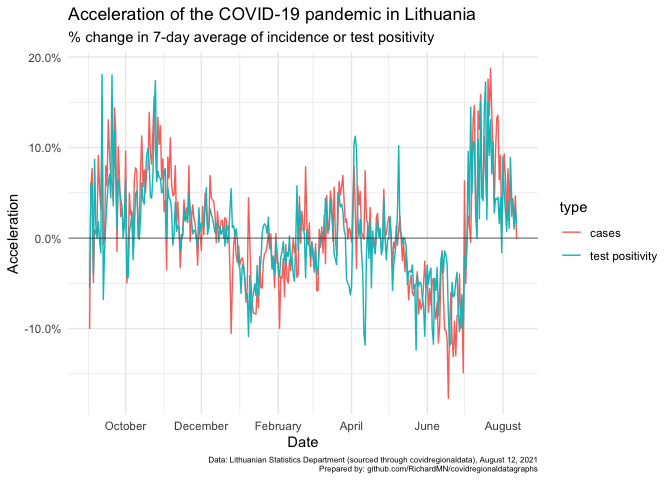 Acceleration of the COVID-19 pandemic in Lithuania
% change in 7-day average of incidence or test positivity
20.0%
10.0%
0.0%
-10.0%
Acceleration
October
December
February
April
June
August
Date
type
cases
test positivity
Data: Lithuanian Statistics Department (sourced through covidregionaldata), August 12, 2021
Prepared by: github.com/RichardMN/covidregionaldatagraphs